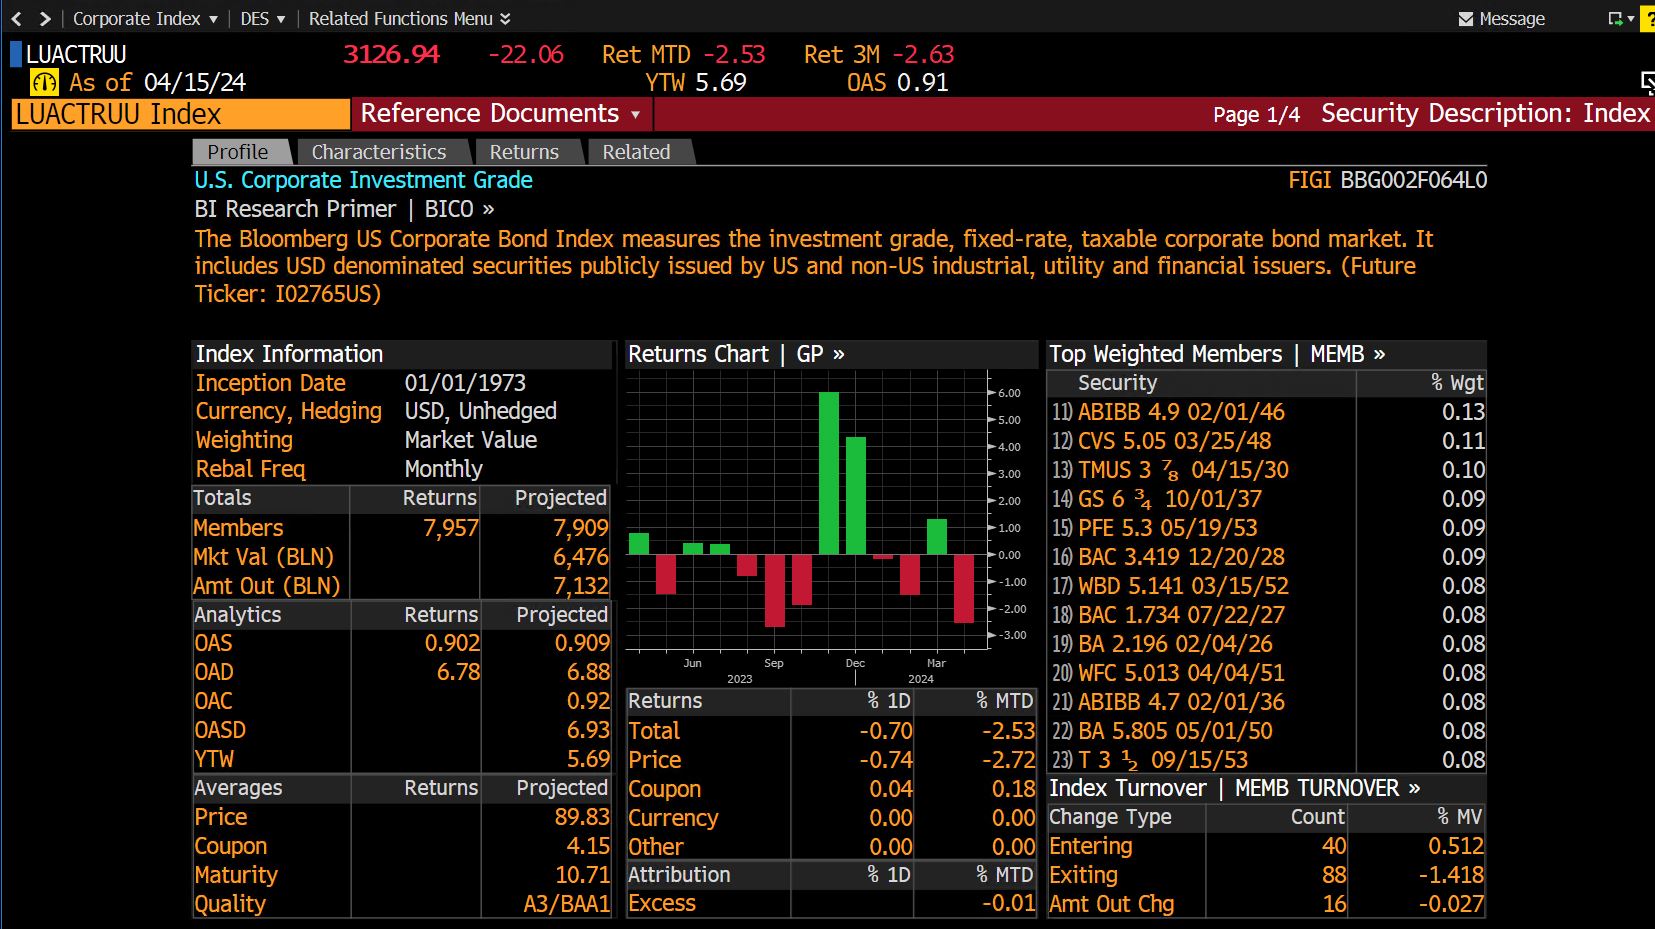 Corporate Index ▾ DES ▾ Related Functions Menu Message ?
LUACTRUU 3126.94 -22.06 Ret MTD -2.53 Ret 3M -2.63
As of 04/15/24 YTW 5.69 OAS 0.91
LUACTRUU Index Reference Documents ▾ Page 1/4 Security Description: Index
Profile Characteristics Returns Related
U.S. Corporate Investment Grade FIGI BBG002F064L0
BI Research Primer | BICO »
The Bloomberg US Corporate Bond Index measures the investment grade, fixed-rate, taxable corporate bond market. It
includes USD denominated securities publicly issued by US and non-US industrial, utility and financial issuers. (Future
Ticker: I02765US)
Index Information
Inception Date 01/01/1973
Currency, Hedging USD, Unhedged
Weighting Market Value
Rebal Freq Monthly
Totals Returns Projected
Members 7,957 7,909
Mkt Val (BLN) 6,476
Amt Out (BLN) 7,132
Analytics Returns Projected
OAS 0.902 0.909
OAD 6.78 6.88
OAC 0.92
OASD 6.93
YTW 5.69
Averages Returns Projected
Price 89.83
Coupon 4.15
Maturity 10.71
Quality A3/BAA1
Returns Chart | GP »
6.00
5.00
4.00
3.00
2.00
1.00
0.00
-1.00
-2.00
-3.00
Jun Sep Dec Mar
2023 2024
Returns % 1D % MTD
Total -0.70 -2.53
Price -0.74 -2.72
Coupon 0.04 0.18
Currency 0.00 0.00
Other 0.00 0.00
Attribution % 1D % MTD
Excess -0.01
Top Weighted Members | MEMB »
Security % Wgt
11) ABIBB 4.9 02/01/46 0.13
12) CVS 5.05 03/25/48 0.11
13) TMUS 3 ⅞ 04/15/30 0.10
14) GS 6 ¾ 10/01/37 0.09
15) PFE 5.3 05/19/53 0.09
16) BAC 3.419 12/20/28 0.09
17) WBD 5.141 03/15/52 0.08
18) BAC 1.734 07/22/27 0.08
19) BA 2.196 02/04/26 0.08
20) WFC 5.013 04/04/51 0.08
21) ABIBB 4.7 02/01/36 0.08
22) BA 5.805 05/01/50 0.08
23) T 3 ½ 09/15/53 0.08
Index Turnover | MEMB TURNOVER »
Change Type Count % MV
Entering 40 0.512
Exiting 88 -1.418
Amt Out Chg 16 -0.027